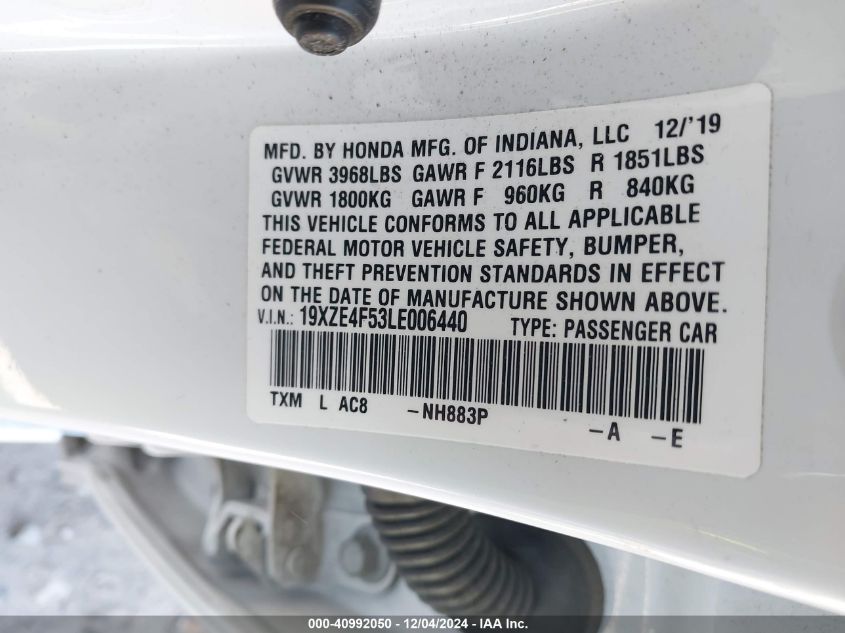 MFD. BY HONDA MFG. OF INDIANA, LLC 12/'19
GVWR 3968LBS GAWR F 2116LBS R 1851LBS
GVWR 1800KG GAWR F 960KG R 840KG
THIS VEHICLE CONFORMS TO ALL APPLICABLE
FEDERAL MOTOR VEHICLE SAFETY, BUMPER,
AND THEFT PREVENTION STANDARDS IN EFFECT
ON THE DATE OF MANUFACTURE SHOWN ABOVE.
V.I.N.: 19XZE4F53LE006440 TYPE: PASSENGER CAR
TXM L AC8 -NH883P -A -E
000-40992050 - 12/04/2024 - IAA Inc.